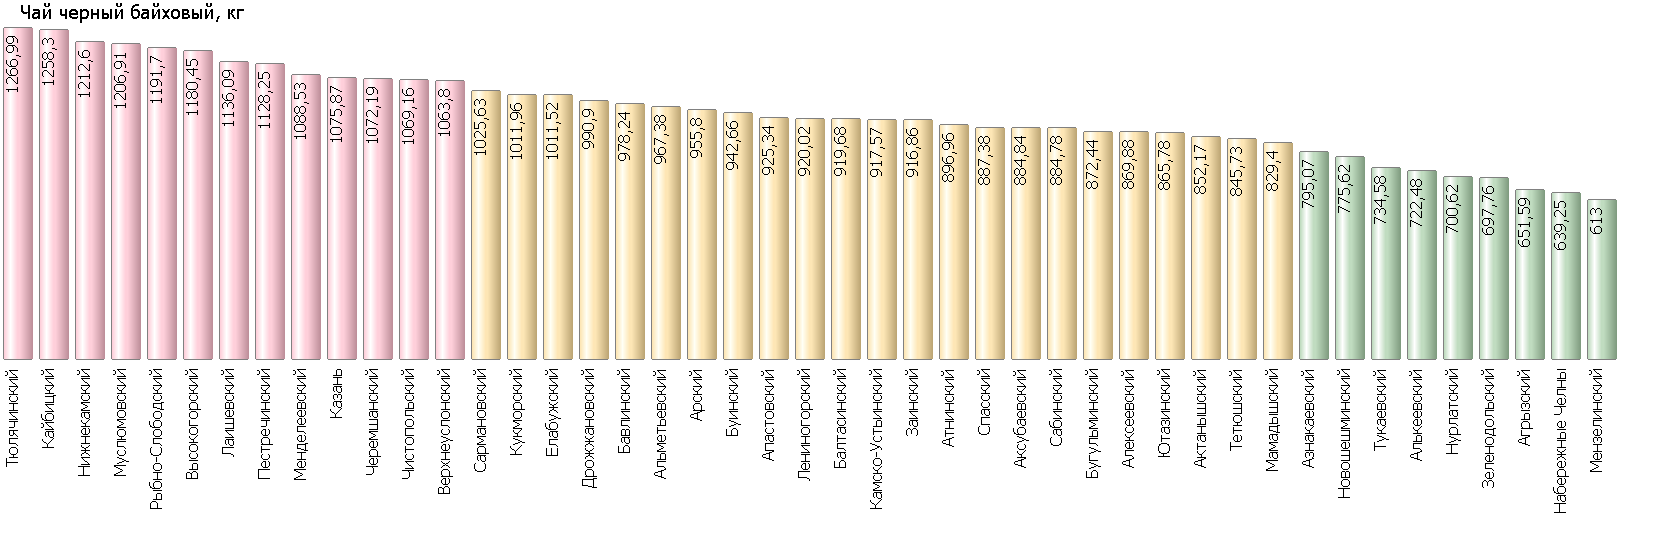 Чай черный байховый, кг
1266,99
1258,3
1212,6
1206,91
1191,7
1180,45
1136,09
1128,25
1088,53
1075,87
1072,19
1069,16
1063,8
1025,63
1011,96
1011,52
990,9
978,24
967,38
955,8
942,66
925,34
920,02
919,68
917,57
916,86
896,96
887,38
884,84
884,78
872,44
869,88
865,78
852,17
845,73
829,4
795,07
775,62
734,58
722,48
700,62
697,76
651,59
639,25
613
Тюлячинский
Кайбицкий
Нижнекамский
Муслюмовский
Рыбно-Слободский
Высокогорский
Лаишевский
Пестречинский
Менделеевский
Казань
Черемшанский
Чистопольский
Верхнеуслонский
Сармановский
Кукморский
Елабужский
Дрожжановский
Бавлинский
Альметьевский
Арский
Буинский
Апастовский
Лениногорский
Балтасинский
Камско-Устьинский
Заинский
Атнинский
Спасский
Аксубаевский
Сабинский
Бугульминский
Алексеевский
Ютазинский
Актанышский
Тетюшский
Мамадышский
Азнакаевский
Новошешминский
Тукаевский
Алькеевский
Нурлатский
Зеленодольский
Агрызский
Набережные Челны
Мензелинский